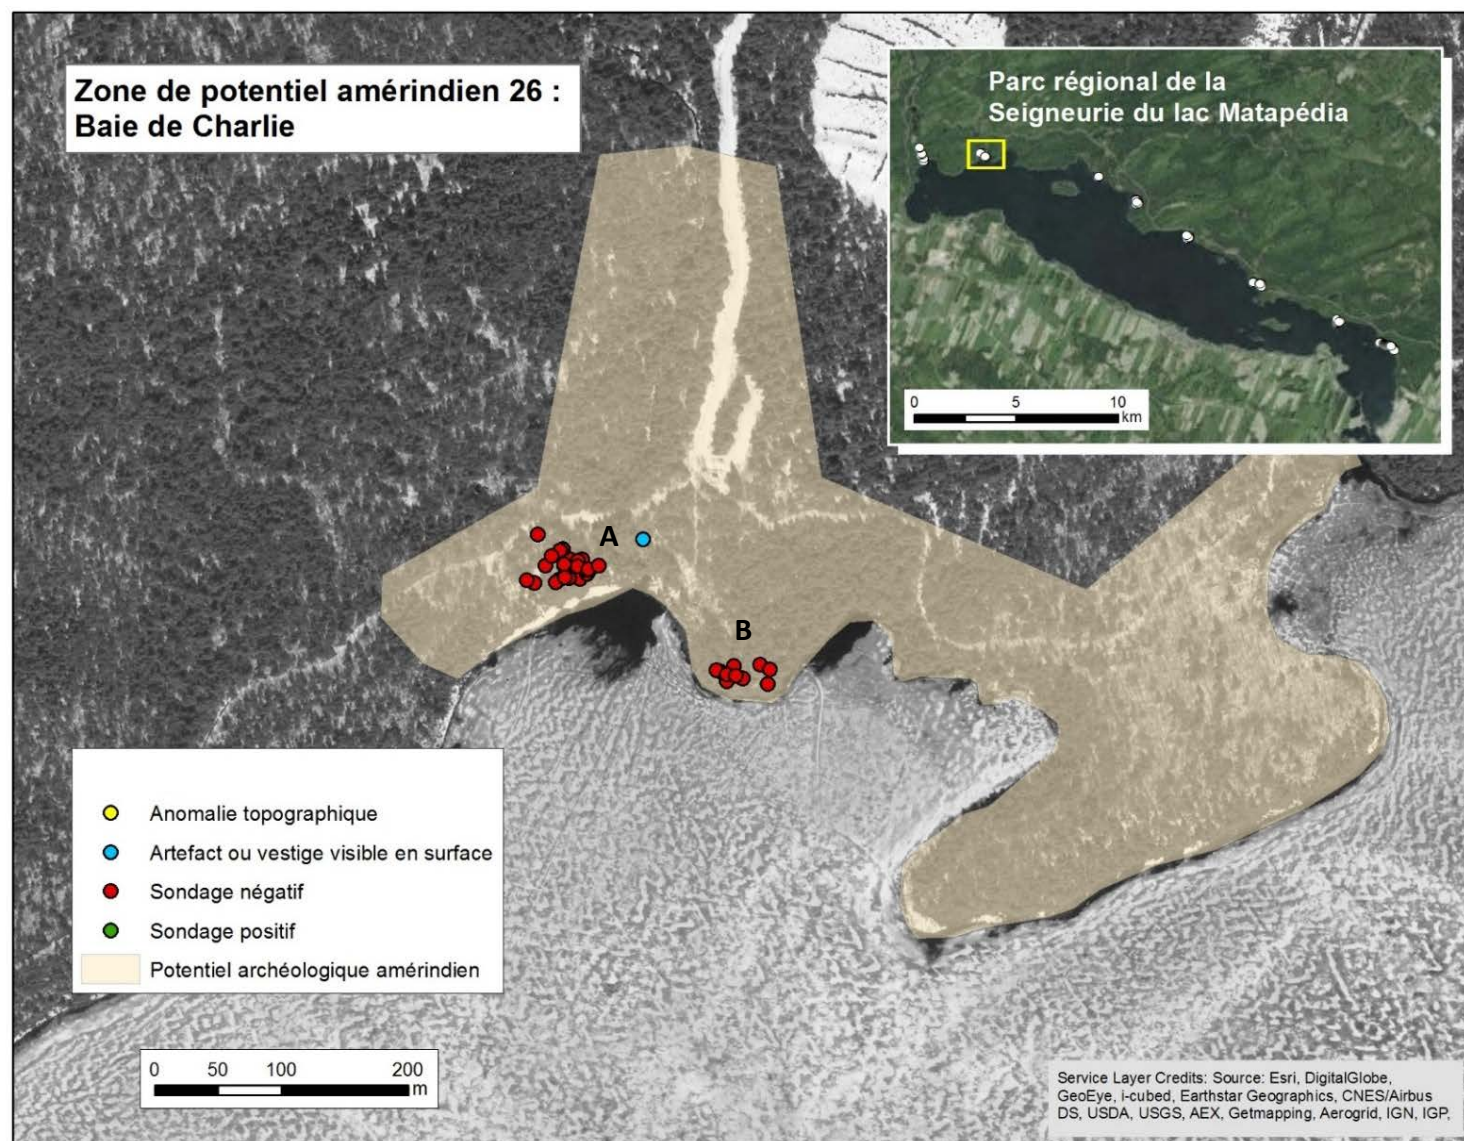 Zone de potentiel amérindien 26 :
Baie de Charlie
Parc régional de la
Seigneurie du lac Matapédia
0 5 10
km
A
B
Anomalie topographique
Artefact ou vestige visible en surface
Sondage négatif
Sondage positif
Potentiel archéologique amérindien
0 50 100 200
m
Service Layer Credits: Source: Esri, DigitalGlobe,
GeoEye, i-cubed, Earthstar Geographics, CNES/Airbus
DS, USDA, USGS, AEX, Getmapping, Aerogrid, IGN, IGP,